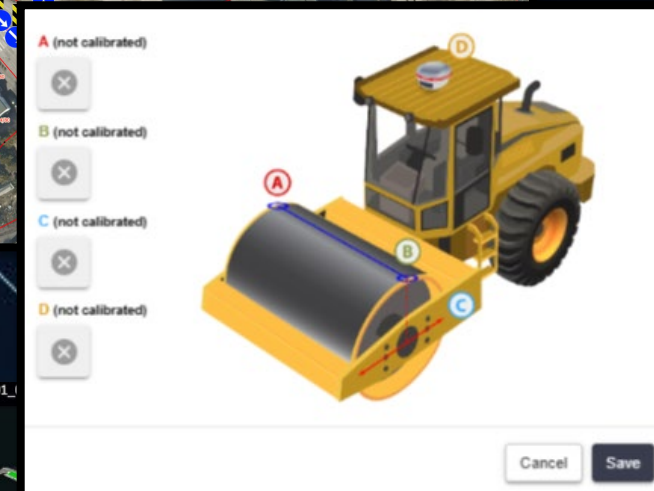 A (not calibrated)
B (not calibrated)
C (not calibrated)
D (not calibrated)
D
A
B
C
Cancel
Save